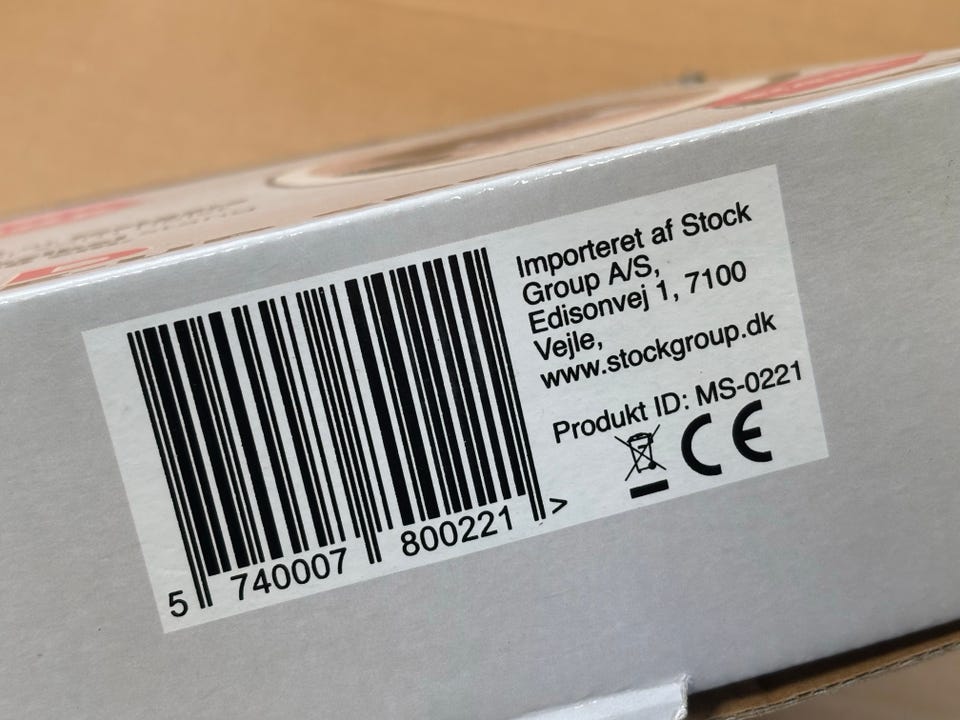 Importeret af Stock
Group A/S,
Edisonvej 1, 7100
Vejle,
www.stockgroup.dk
Produkt ID: MS-0221
CE
5 740007 800221 >